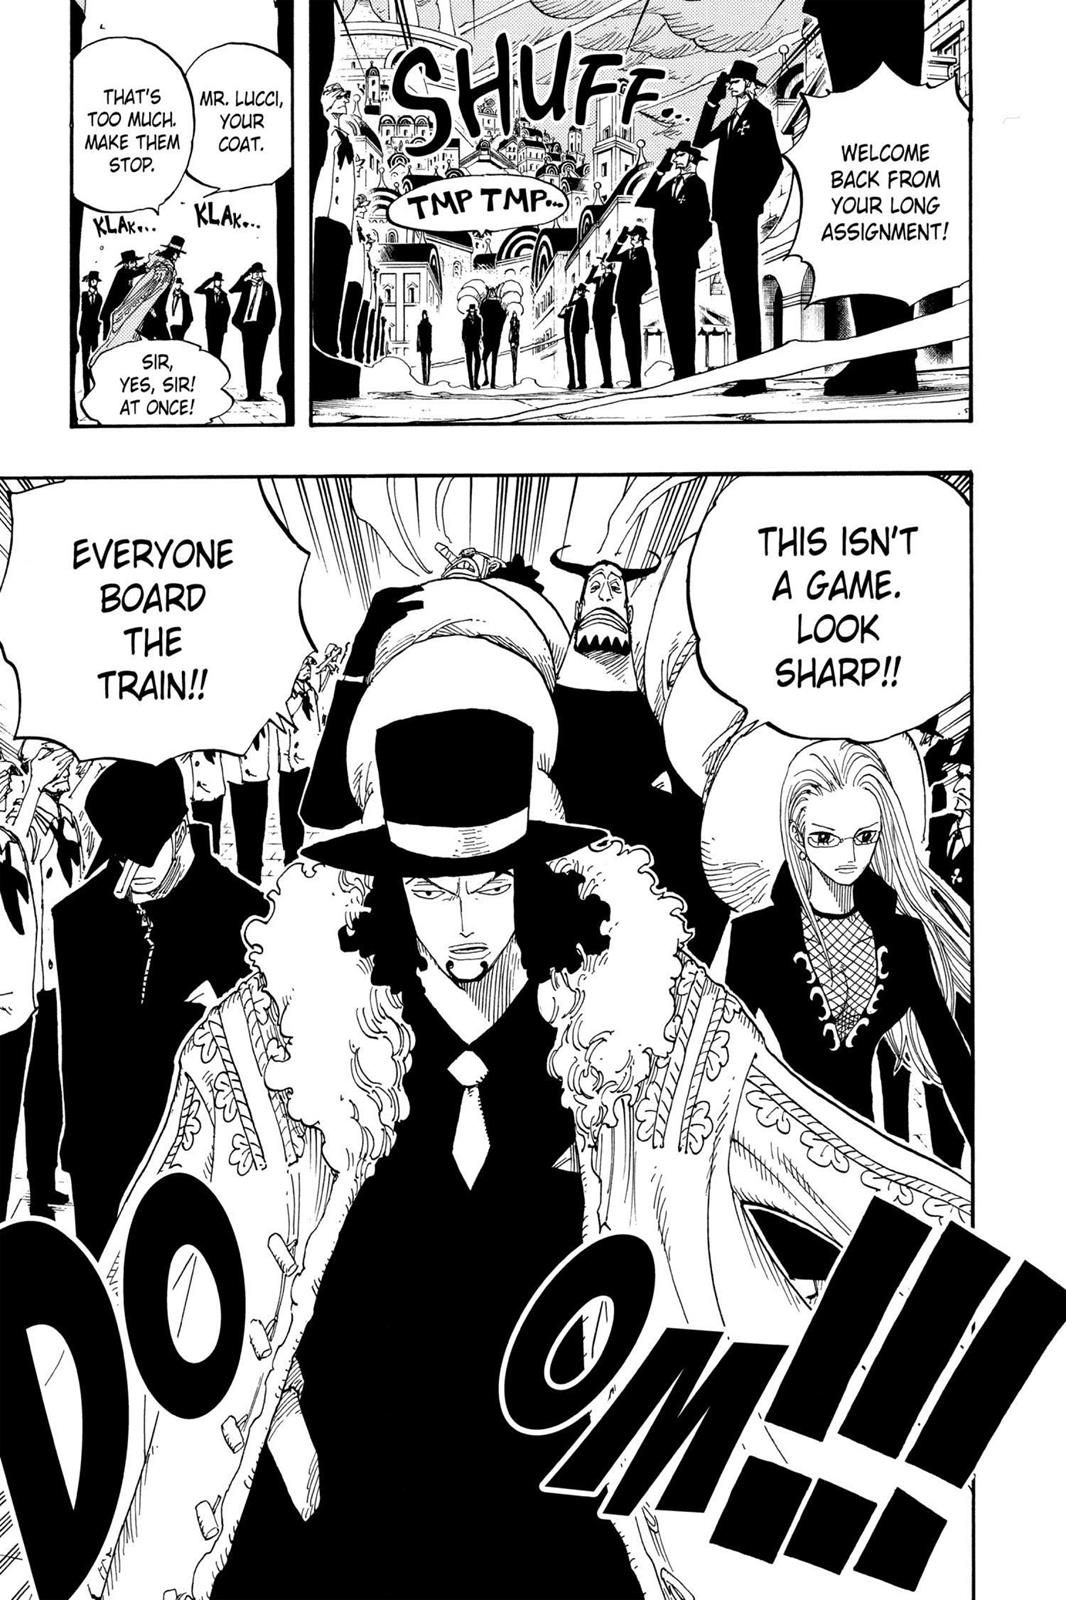 WELCOME
BACK FROM
YOUR LONG
ASSIGNMENT!
SHUFF...
TMP TMP...
MR. LUCCI,
YOUR
COAT.
THAT'S
TOO MUCH.
MAKE THEM
STOP.
KLAK...
KLAK...
SIR,
YES, SIR!
AT ONCE!
THIS ISN'T
A GAME.
LOOK
SHARP!!
EVERYONE
BOARD
THE
TRAIN!!
DOOM!!!